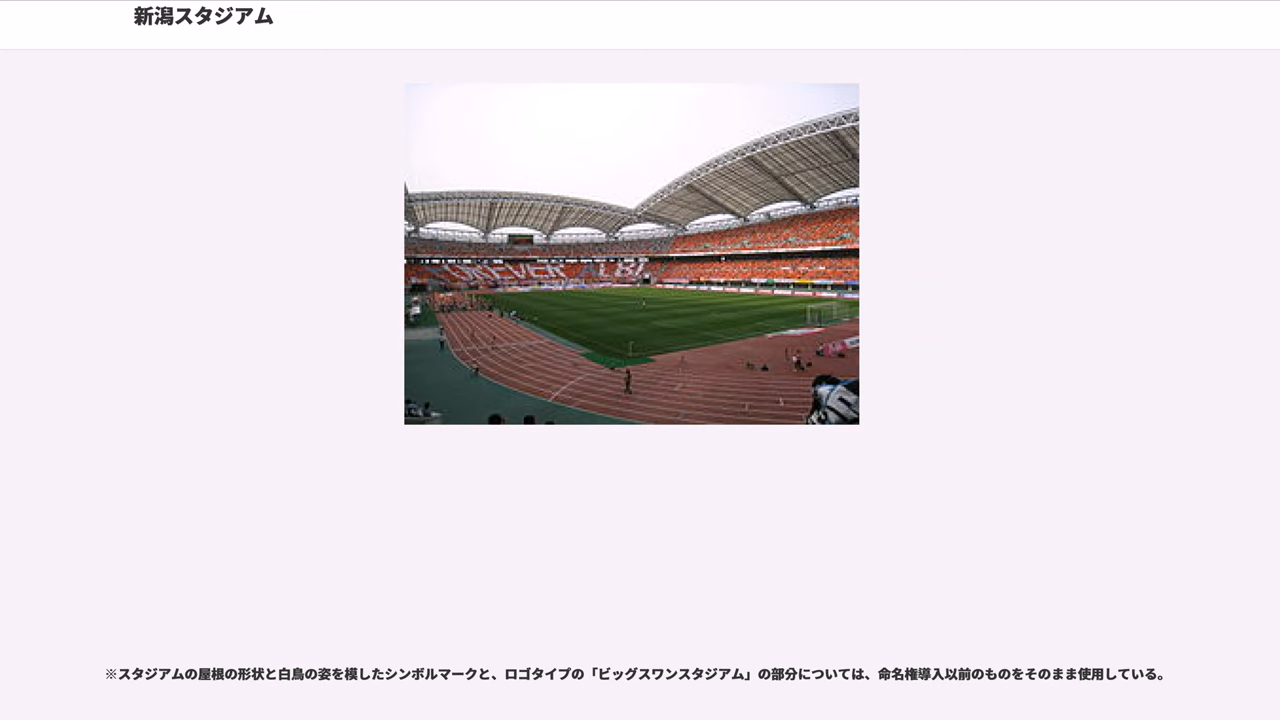 新潟スタジアム
※スタジアムの屋根の形状と白鳥の姿を模したシンボルマークと、ロゴタイプの「ビッグスワンスタジアム」の部分については、命名権導入以前のものをそのまま使用している。